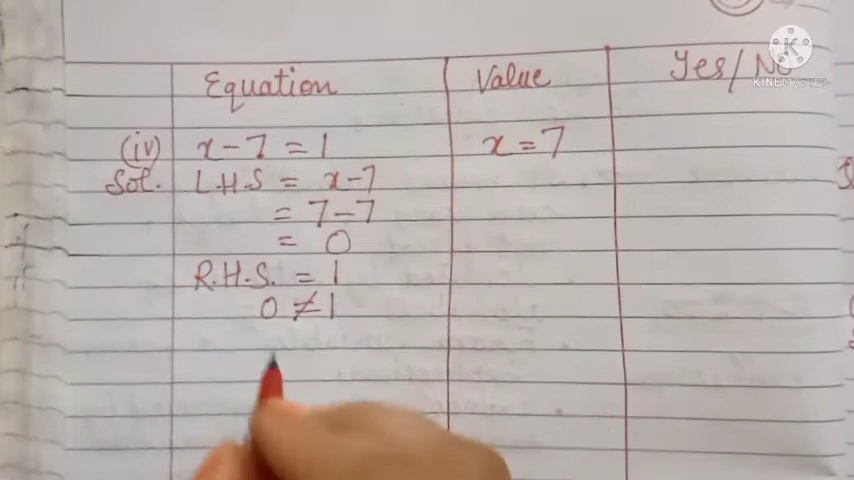 Equation Value Yes/No
(iv) x-7 = 1 x = 7
Sol. L.H.S = x-7
= 7-7
= 0
R.H.S. = 1
0 ≠ 1
K
KINEMASTER